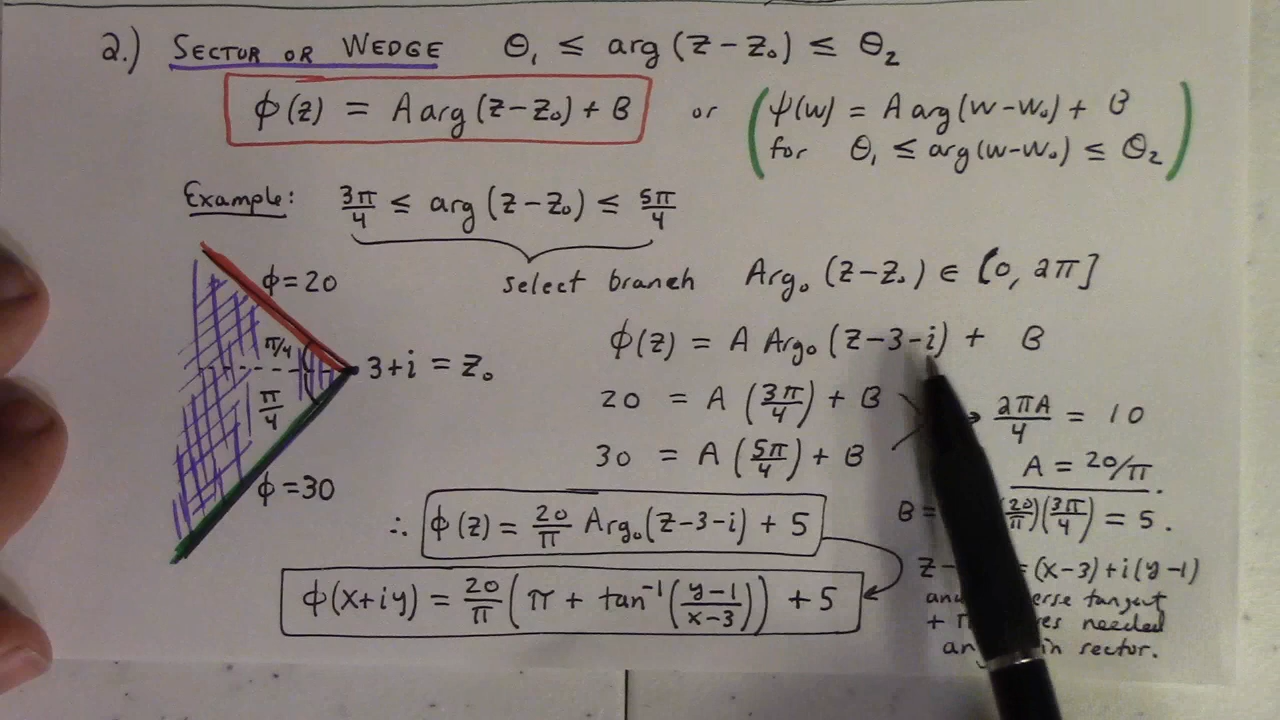 2.) SECTOR OR WEDGE θ₁ ≤ arg(z-z₀) ≤ θ₂
φ(z) = A arg(z-z₀) + B or (ψ(w) = A arg(w-w₀) + B
for θ₁ ≤ arg(w-w₀) ≤ θ₂)
Example: 3π/4 ≤ arg(z-z₀) ≤ 5π/4
select branch Arg₀(z-z₀) ∈ [0, 2π]
φ=20
π/4
3+i = z₀
π/4
φ=30
φ(z) = A Arg₀(z-3-i) + B
20 = A (3π/4) + B
30 = A (5π/4) + B
2πA/4 = 10
A = 20/π.
B = (20/π)(3π/4) = 5.
∴ φ(z) = 20/π Arg₀(z-3-i) + 5
φ(x+iy) = 20/π (π + tan⁻¹((y-1)/(x-3))) + 5
z- = (x-3)+i(y-1)
tangent
+ needed
in sector.